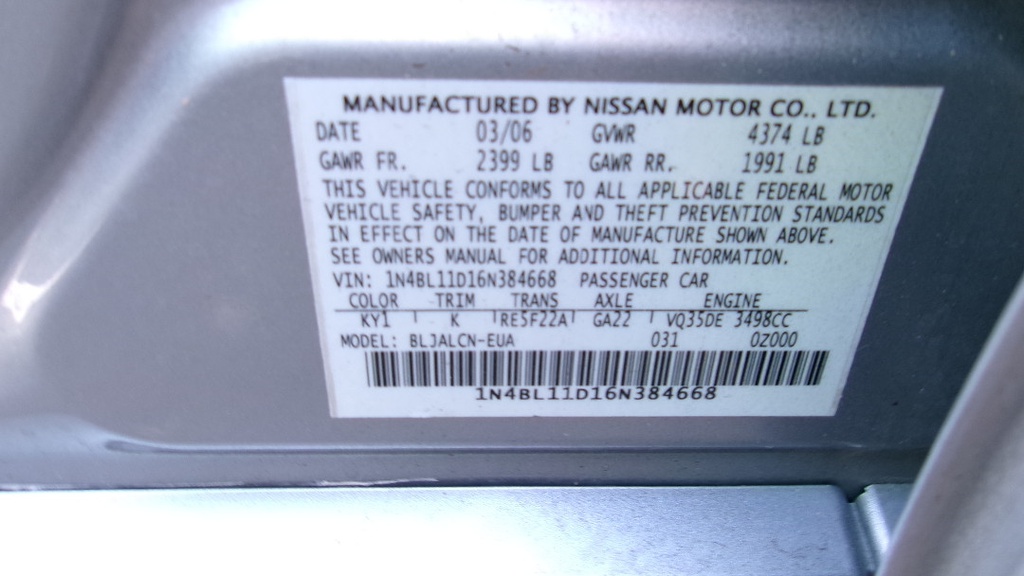 MANUFACTURED BY NISSAN MOTOR CO., LTD.
DATE 03/06 GVWR 4374 LB
GAWR FR. 2399 LB GAWR RR. 1991 LB
THIS VEHICLE CONFORMS TO ALL APPLICABLE FEDERAL MOTOR
VEHICLE SAFETY, BUMPER AND THEFT PREVENTION STANDARDS
IN EFFECT ON THE DATE OF MANUFACTURE SHOWN ABOVE.
SEE OWNERS MANUAL FOR ADDITIONAL INFORMATION.
VIN: 1N4BL11D16N384668 PASSENGER CAR
COLOR TRIM TRANS AXLE ENGINE
KY1 K RE5F22A GA22 VQ35DE 3498CC
MODEL: BLJALCN-EUA 031 0Z000
1N4BL11D16N384668